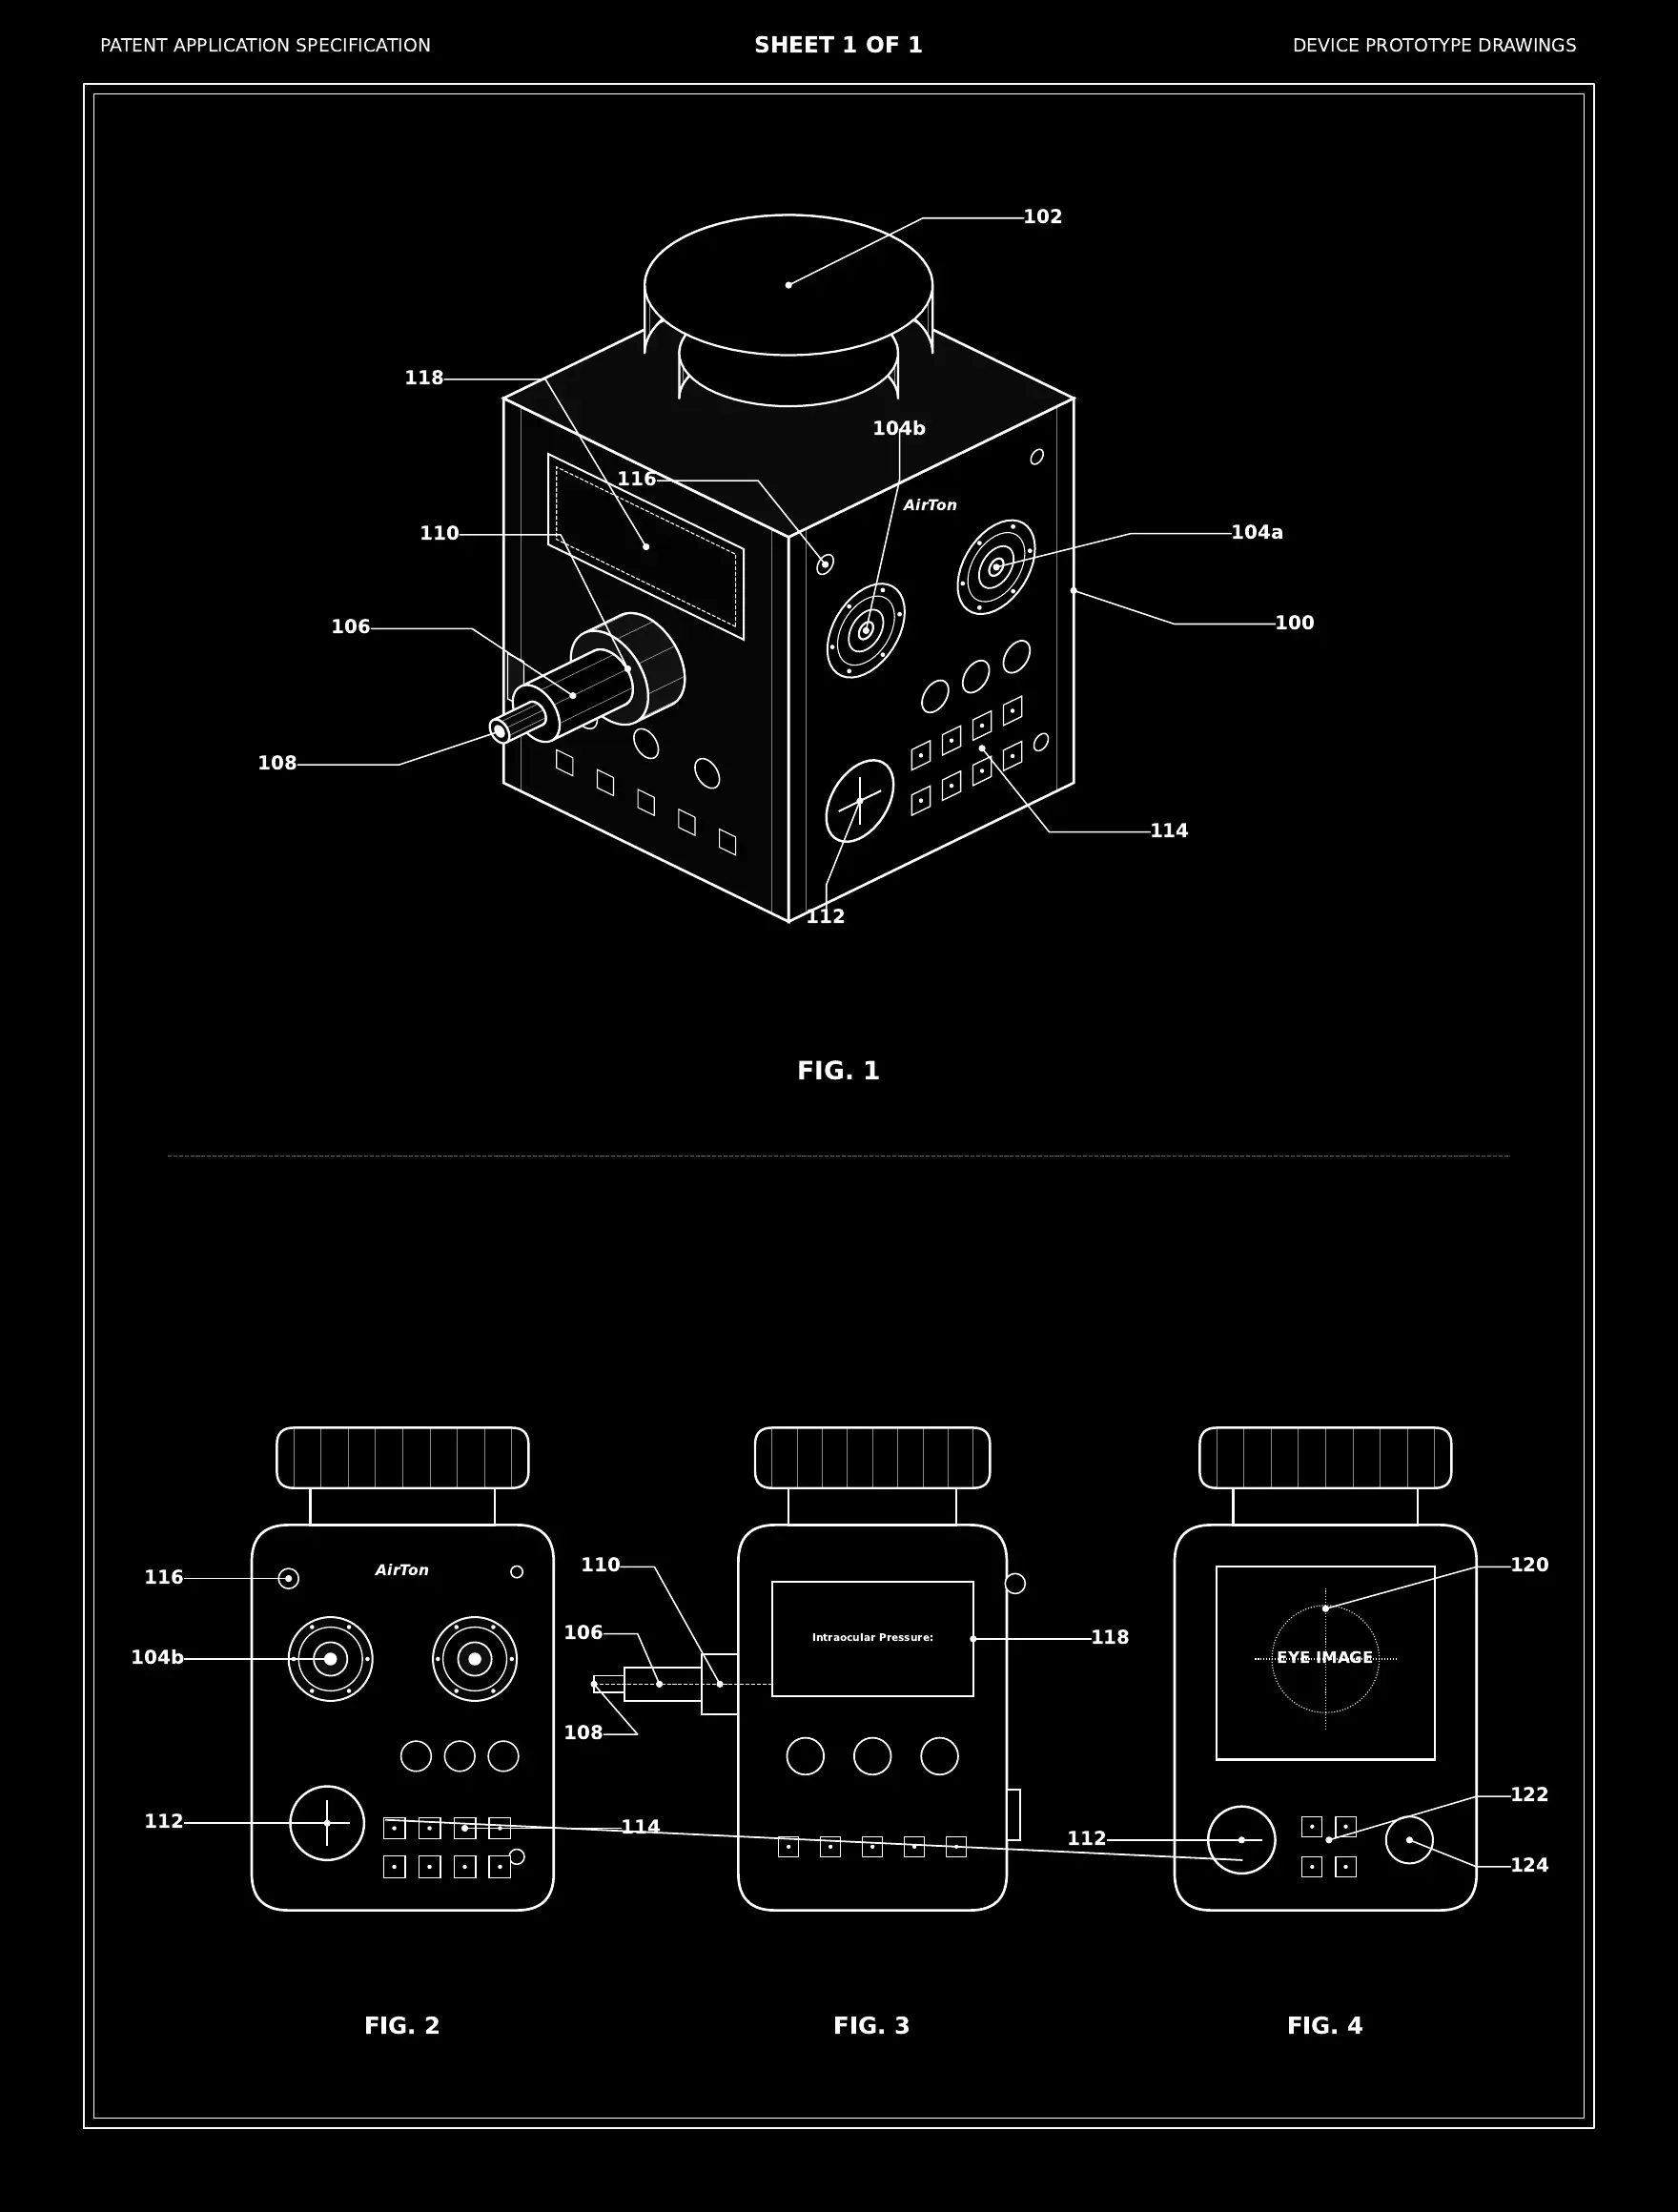 PATENT APPLICATION SPECIFICATION
SHEET 1 OF 1
DEVICE PROTOTYPE DRAWINGS
102
118
104b
116
AirTon
110
104a
106
100
108
114
112
FIG. 1
116
AirTon
110
120
106
118
104b
Intraocular Pressure:
EYE IMAGE
108
122
112
114
112
124
FIG. 2
FIG. 3
FIG. 4